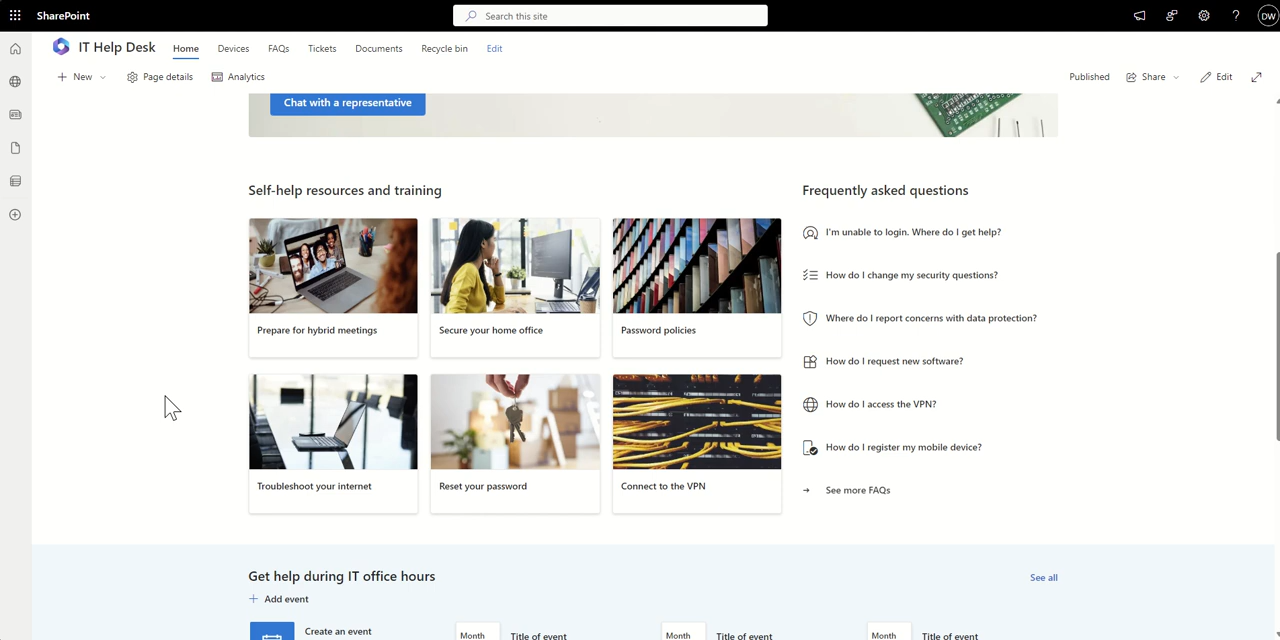 SharePoint
Search this site
DW
IT Help Desk
Home
Devices
FAQs
Tickets
Documents
Recycle bin
Edit
New
Page details
Analytics
Published
Share
Edit
Chat with a representative
Self-help resources and training
Frequently asked questions
Prepare for hybrid meetings
Secure your home office
Password policies
Troubleshoot your internet
Reset your password
Connect to the VPN
I'm unable to login. Where do I get help?
How do I change my security questions?
Where do I report concerns with data protection?
How do I request new software?
How do I access the VPN?
How do I register my mobile device?
See more FAQs
Get help during IT office hours
See all
Add event
Create an event
Month
Title of event
Month
Title of event
Month
Title of event